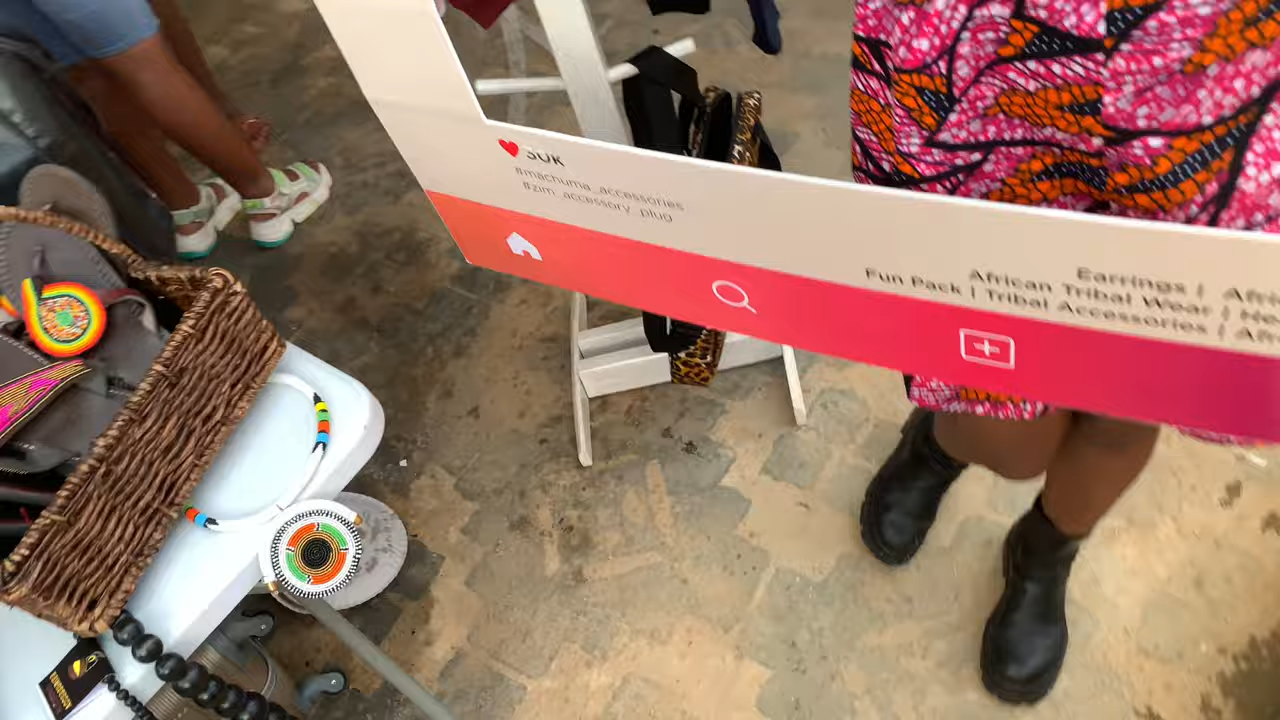 50K
#machuma_accessories
#zim_accessory_plug
Earrings |
African Tribal Wear |
Fun Pack | Tribal Accessories |